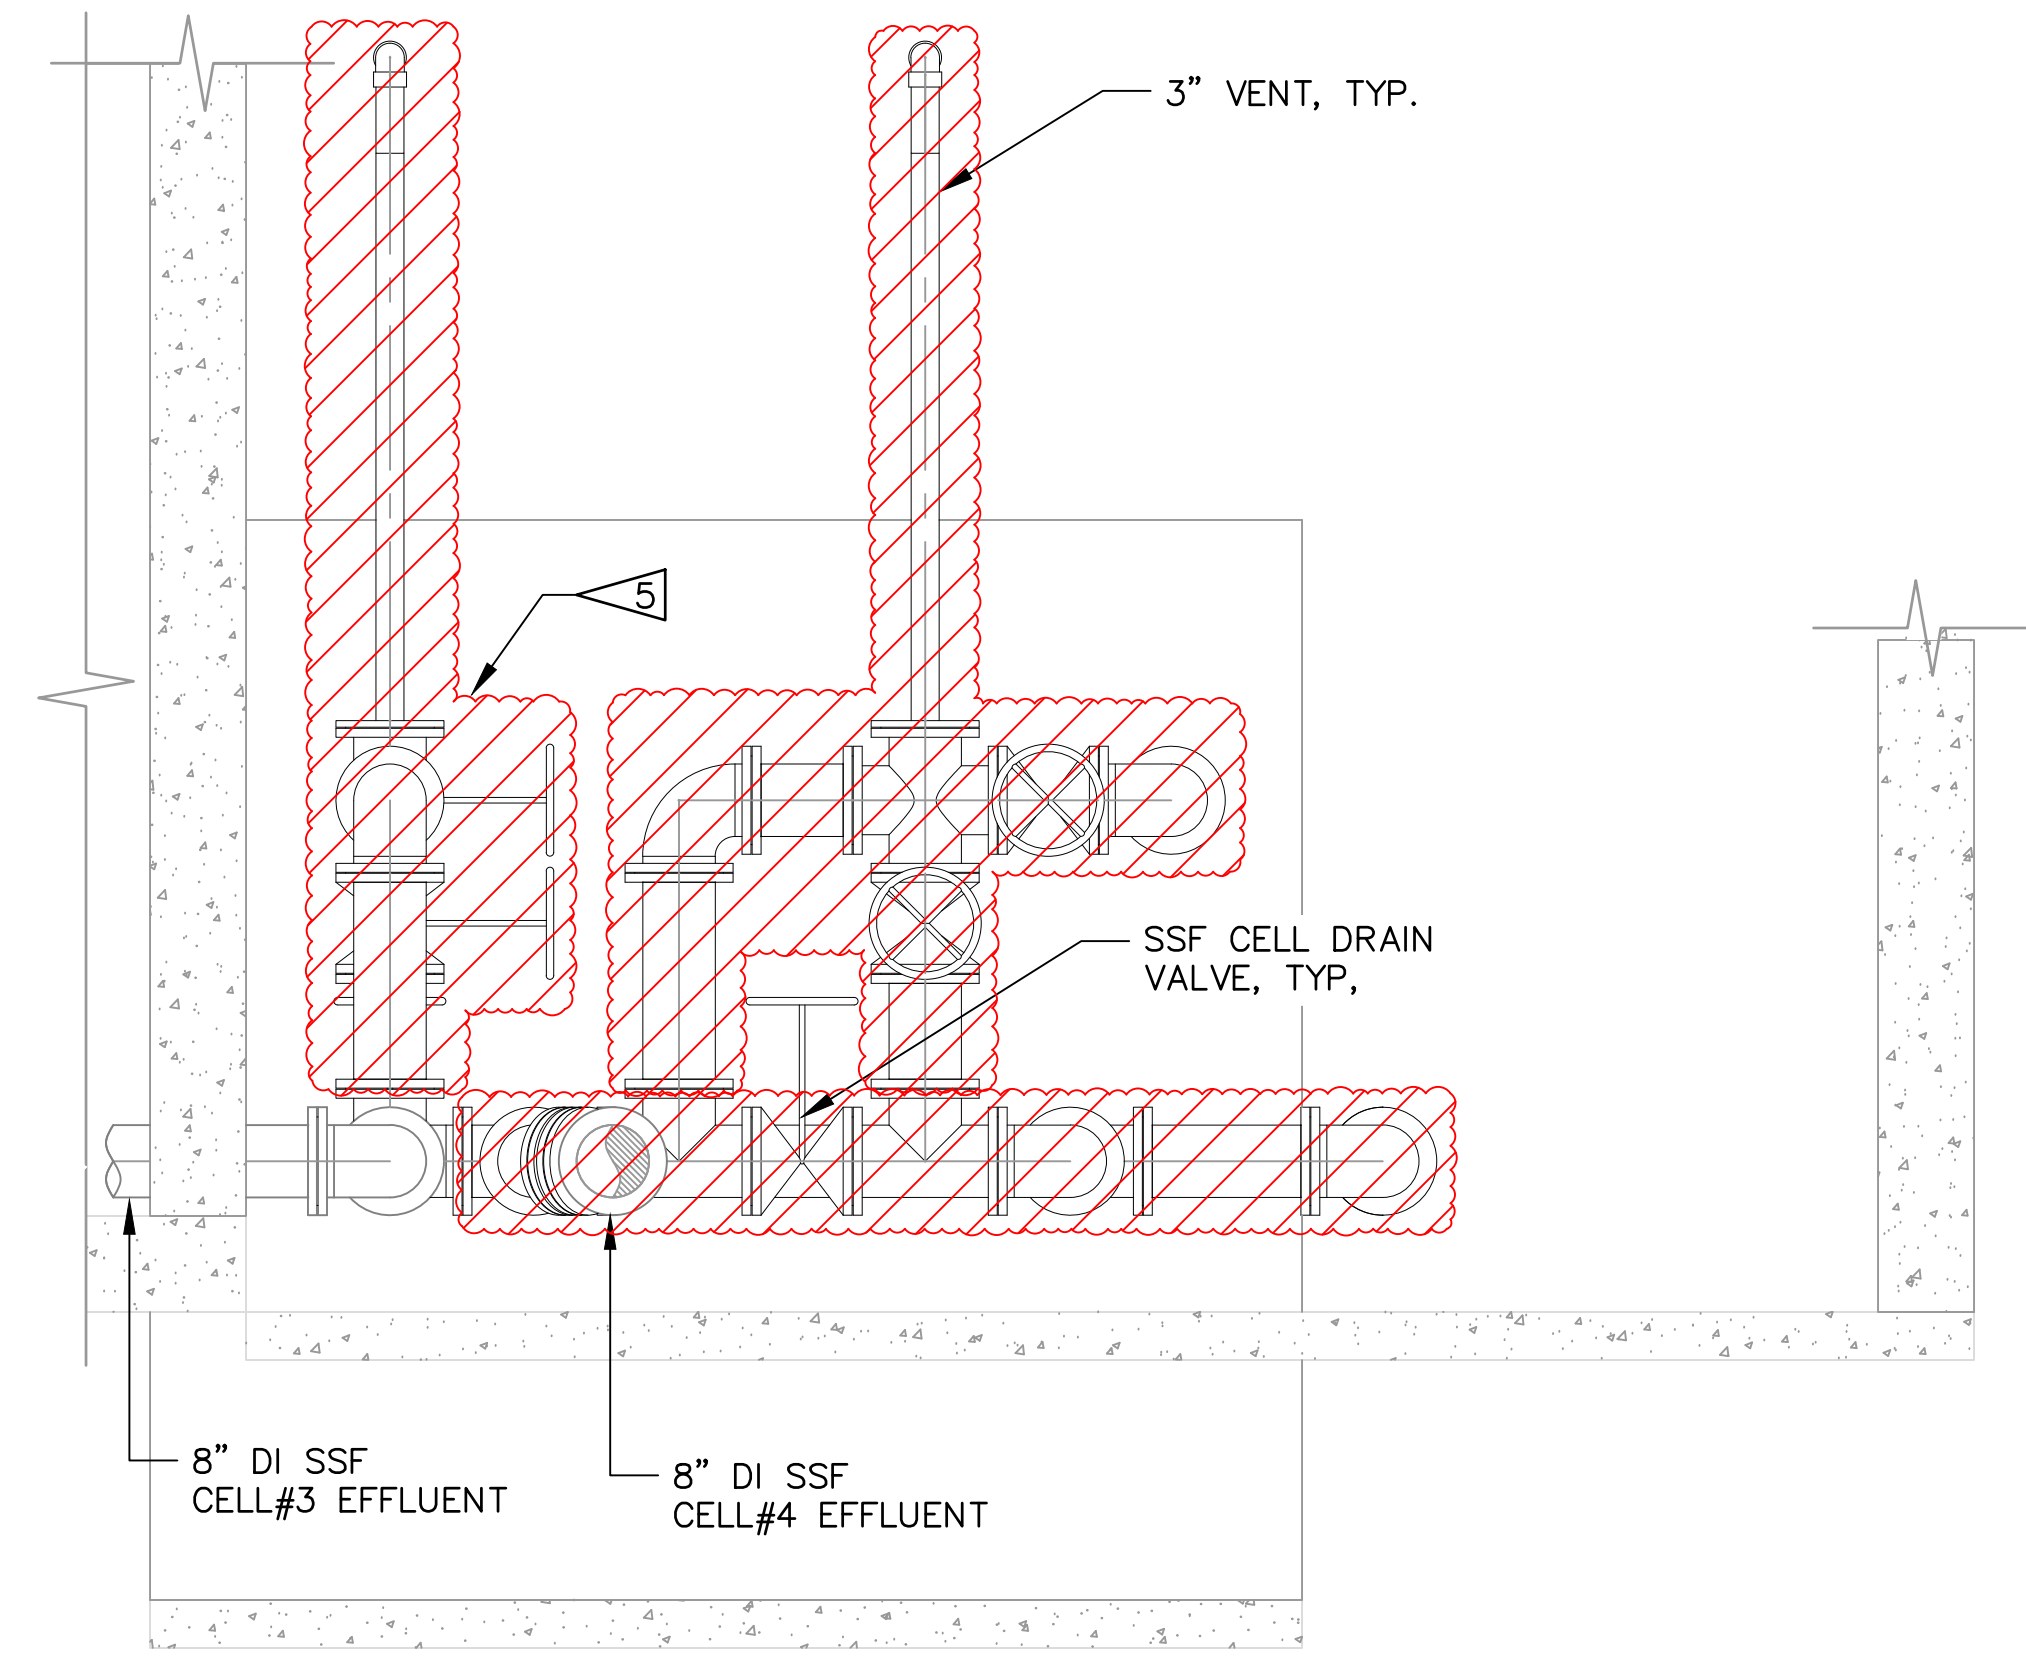 3” VENT, TYP.
5
SSF CELL DRAIN
VALVE, TYP,
8” DI SSF
CELL#3 EFFLUENT
8” DI SSF
CELL#4 EFFLUENT